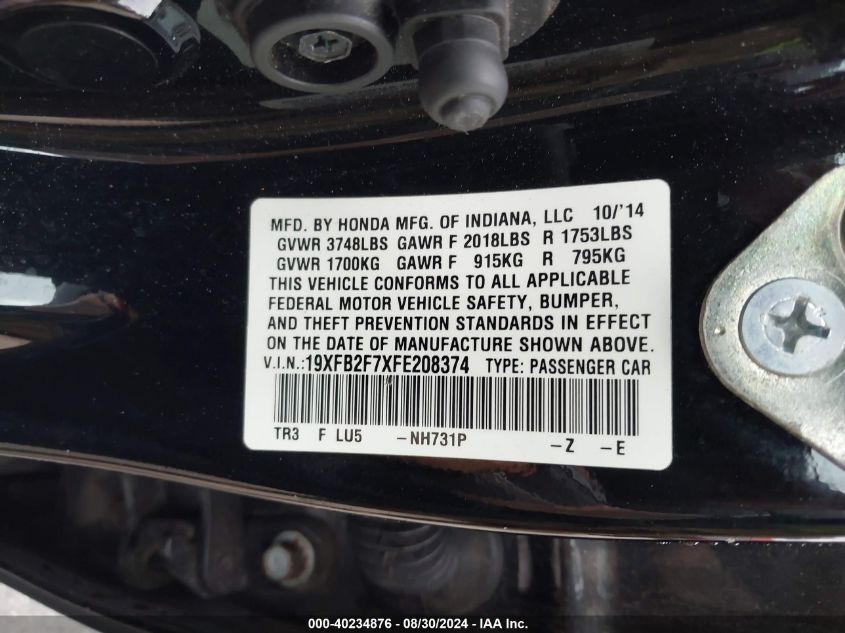 MFD. BY HONDA MFG. OF INDIANA, LLC 10/'14
GVWR 3748LBS GAWR F 2018LBS R 1753LBS
GVWR 1700KG GAWR F 915KG R 795KG
THIS VEHICLE CONFORMS TO ALL APPLICABLE
FEDERAL MOTOR VEHICLE SAFETY, BUMPER,
AND THEFT PREVENTION STANDARDS IN EFFECT
ON THE DATE OF MANUFACTURE SHOWN ABOVE.
V.I.N.:19XFB2F7XFE208374 TYPE: PASSENGER CAR
TR3 F LU5 -NH731P -Z -E
000-40234876 - 08/30/2024 - IAA Inc.